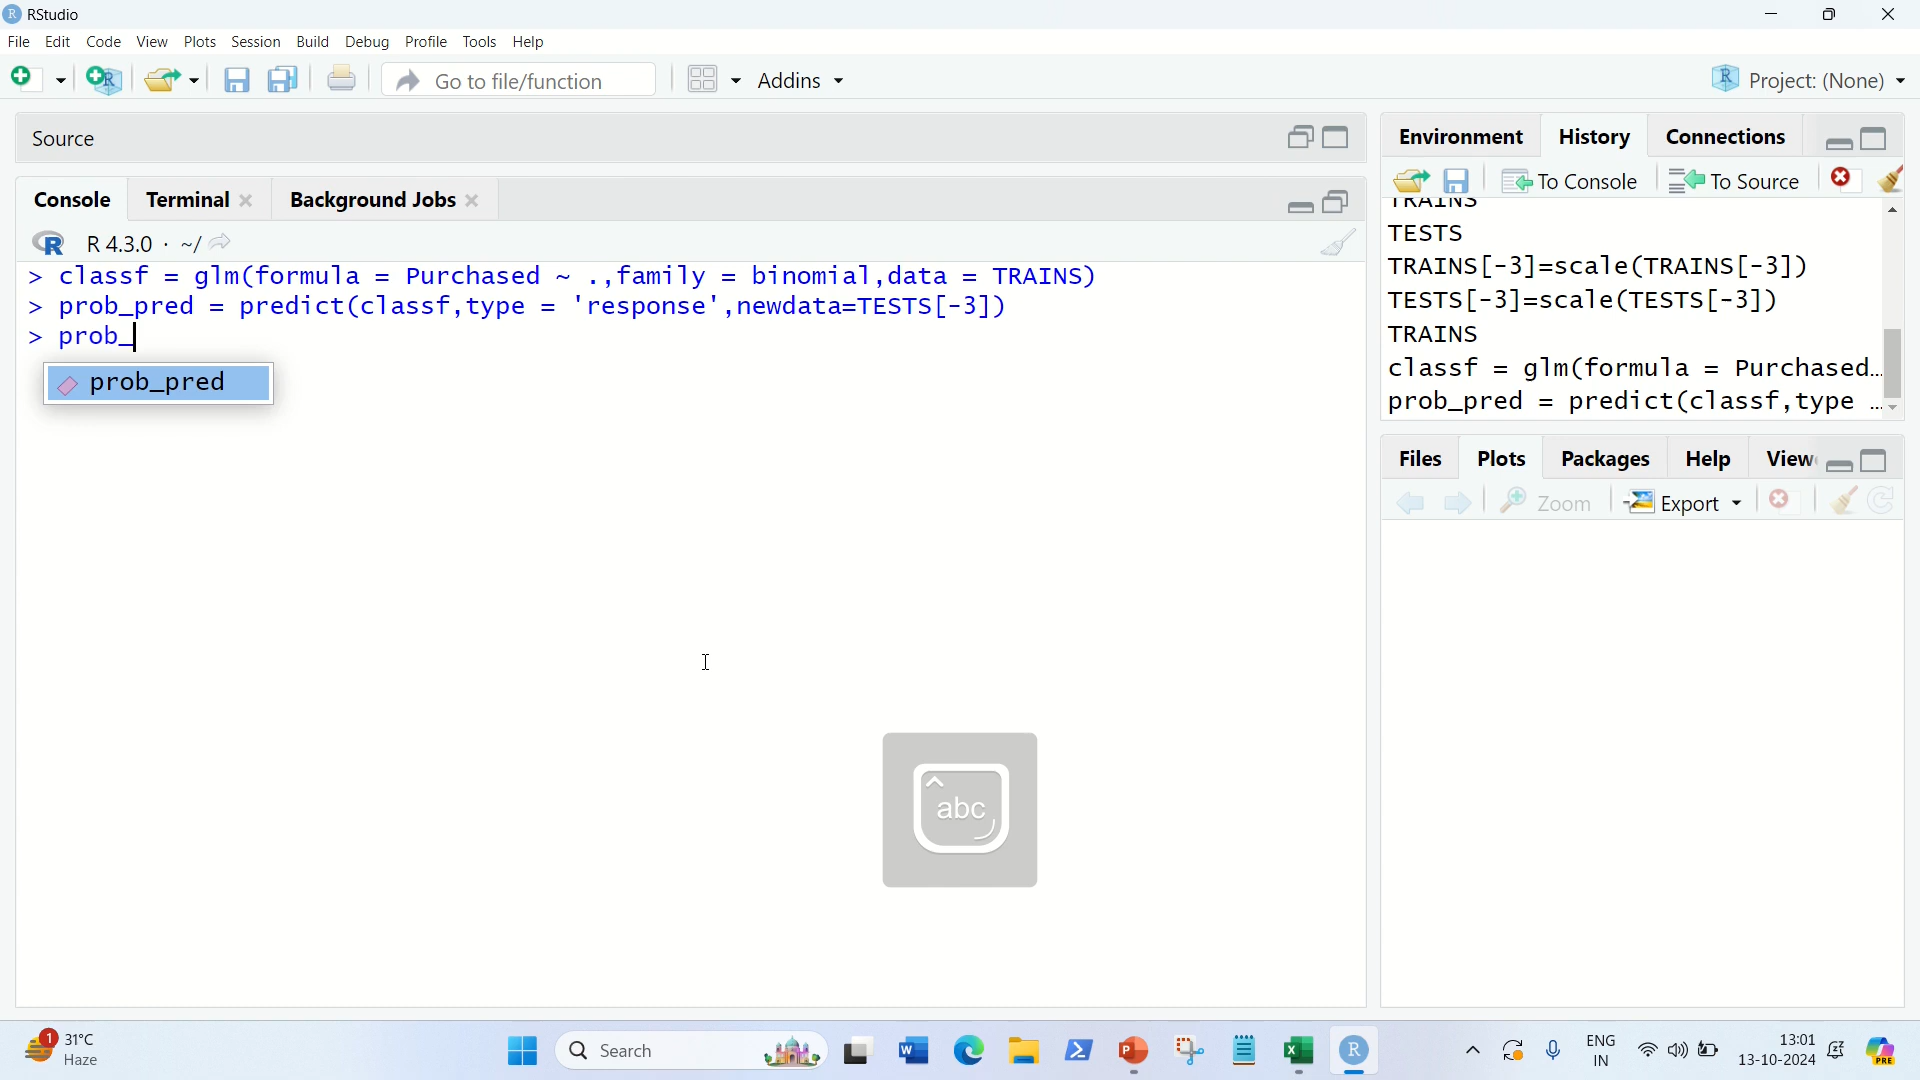 RStudio
File Edit Code View Plots Session Build Debug Profile Tools Help
Go to file/function Addins Project: (None)
Source
Console Terminal Background Jobs
R 4.3.0 · ~/
> classf = glm(formula = Purchased ~ .,family = binomial,data = TRAINS)
> prob_pred = predict(classf,type = 'response',newdata=TESTS[-3])
> prob_
prob_pred
abc
Environment History Connections
To Console To Source
TRAINS
TESTS
TRAINS[-3]=scale(TRAINS[-3])
TESTS[-3]=scale(TESTS[-3])
TRAINS
classf = glm(formula = Purchased…
prob_pred = predict(classf,type …
Files Plots Packages Help View
Zoom Export
1 31°C
Haze
Search
ENG
IN
13:01
13-10-2024
PRE